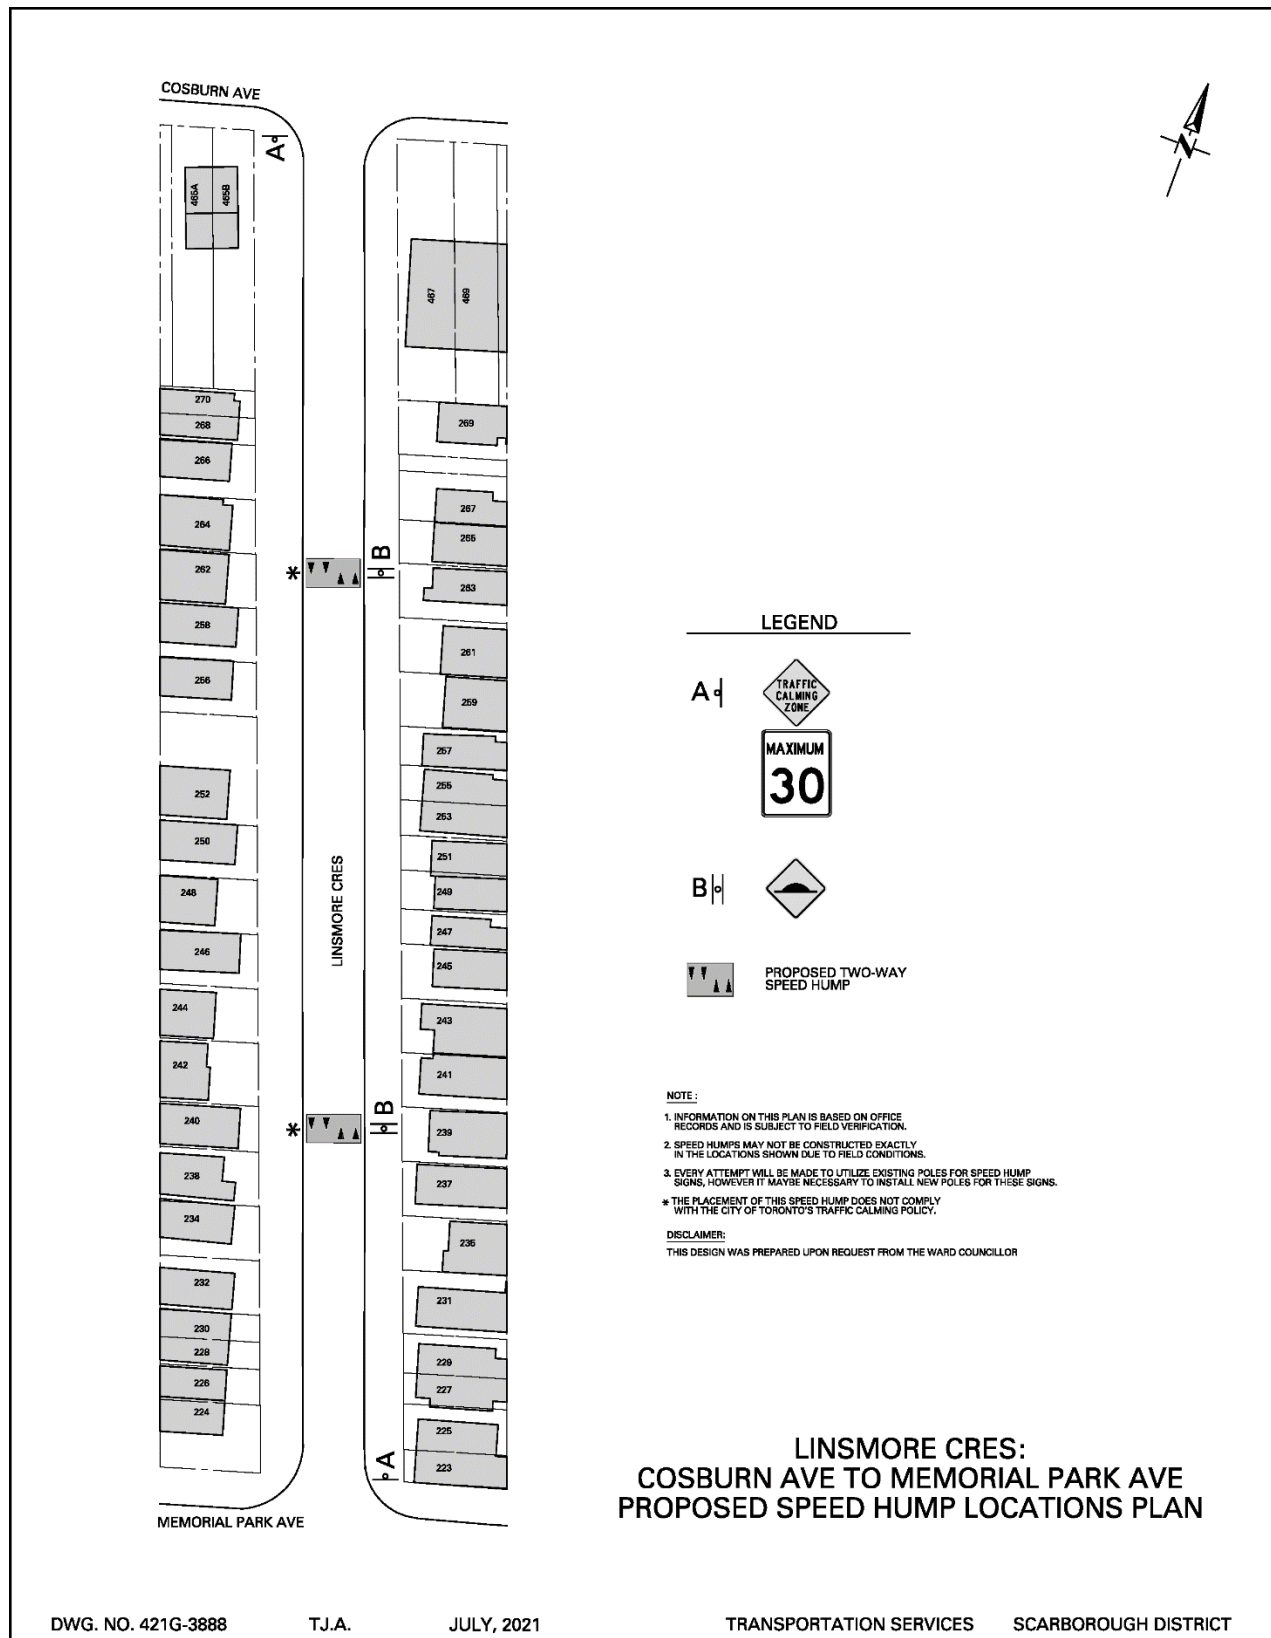 COSBURN AVE
A
465A
465B
467
469
270
268
266
264
262
258
256
252
250
248
246
244
242
240
238
234
232
230
228
226
224
B
LINSMORE CRES
B
A
269
267
265
263
261
259
257
255
253
251
249
247
245
243
241
239
237
235
231
229
227
225
223
MEMORIAL PARK AVE
N
LEGEND
A
TRAFFIC
CALMING
ZONE
MAXIMUM
30
B
PROPOSED TWO-WAY
SPEED HUMP
NOTE :
1. INFORMATION ON THIS PLAN IS BASED ON OFFICE
RECORDS AND IS SUBJECT TO FIELD VERIFICATION.
2. SPEED HUMPS MAY NOT BE CONSTRUCTED EXACTLY
IN THE LOCATIONS SHOWN DUE TO FIELD CONDITIONS.
3. EVERY ATTEMPT WILL BE MADE TO UTILIZE EXISTING POLES FOR SPEED HUMP
SIGNS, HOWEVER IT MAYBE NECESSARY TO INSTALL NEW POLES FOR THESE SIGNS.
* THE PLACEMENT OF THIS SPEED HUMP DOES NOT COMPLY
WITH THE CITY OF TORONTO'S TRAFFIC CALMING POLICY.
DISCLAIMER:
THIS DESIGN WAS PREPARED UPON REQUEST FROM THE WARD COUNCILLOR
LINSMORE CRES:
COSBURN AVE TO MEMORIAL PARK AVE
PROPOSED SPEED HUMP LOCATIONS PLAN
DWG. NO. 421G-3888 T.J.A. JULY, 2021 TRANSPORTATION SERVICES SCARBOROUGH DISTRICT